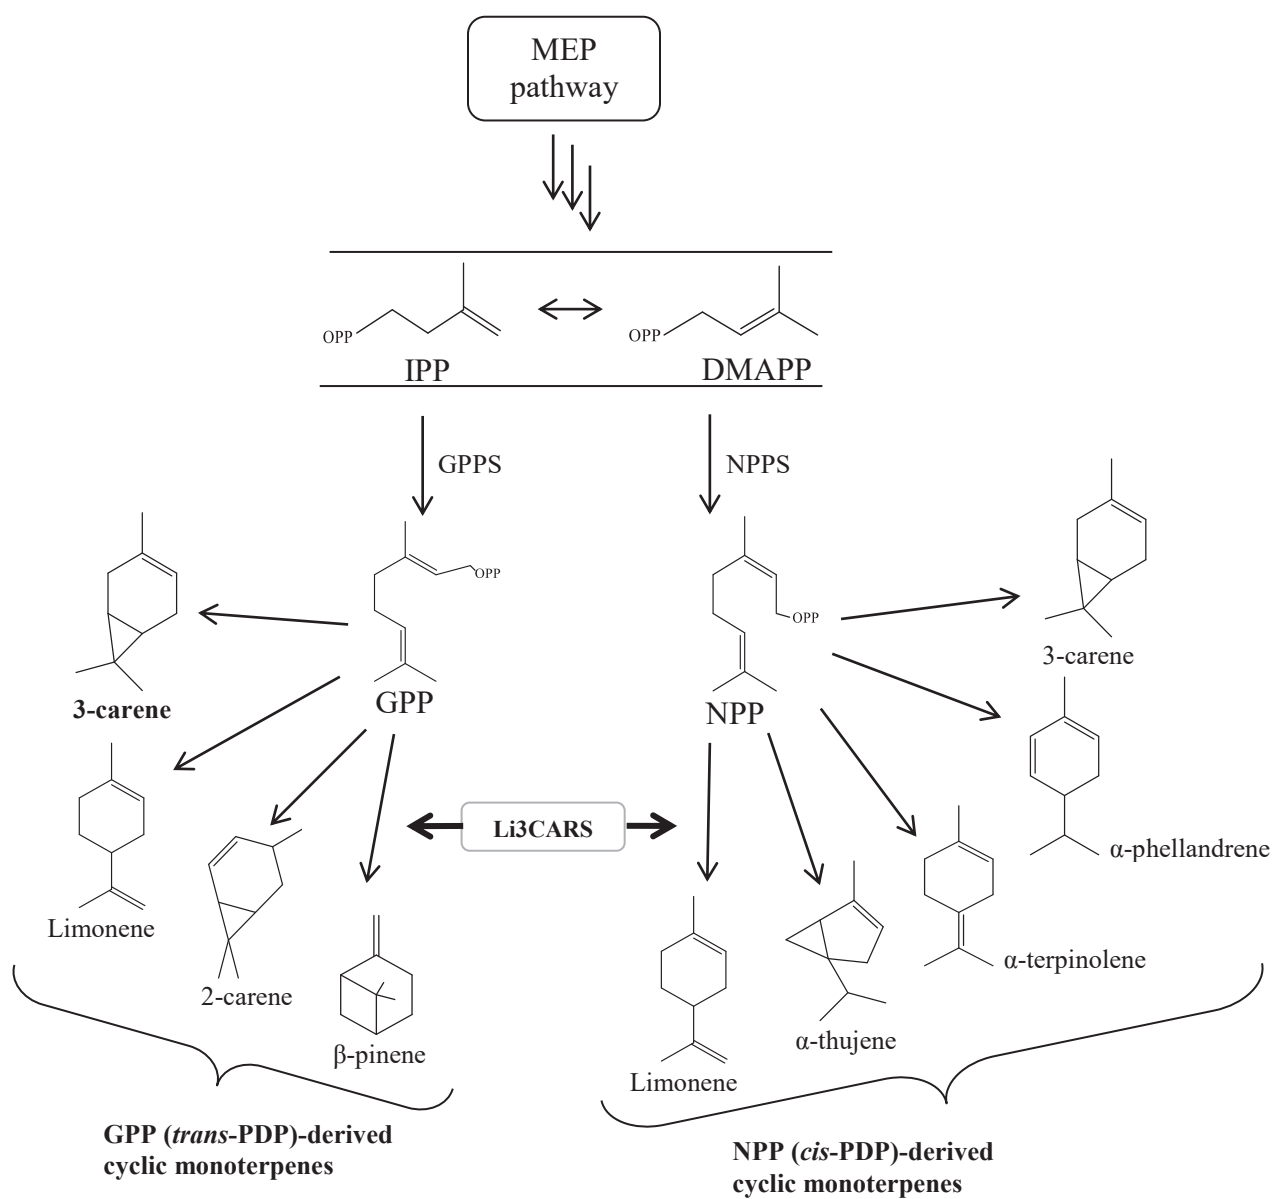 MEP
pathway
OPP
OPP
IPP
DMAPP
GPPS
NPPS
OPP
OPP
3-carene
3-carene
GPP
NPP
Li3CARS
α-phellandrene
Limonene
α-terpinolene
2-carene
α-thujene
β-pinene
Limonene
GPP (trans-PDP)-derived
cyclic monoterpenes
NPP (cis-PDP)-derived
cyclic monoterpenes